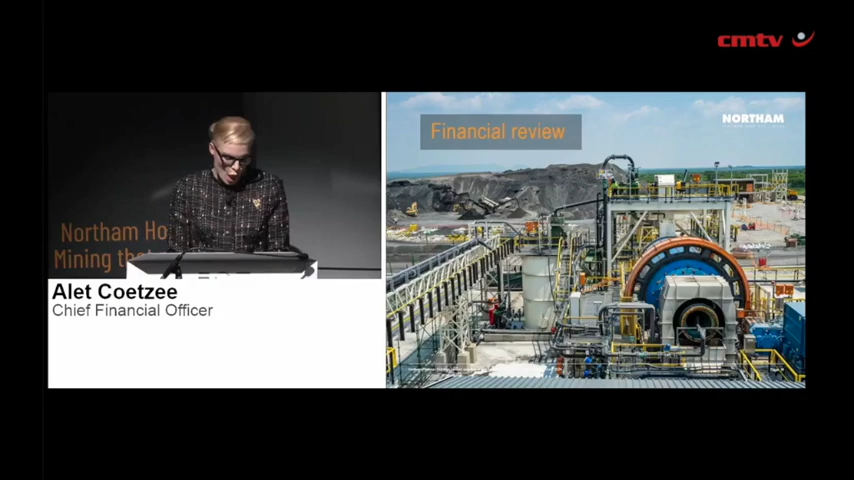 cmtv
Financial review
NORTHAM
Northam Ho
Mining the
Alet Coetzee
Chief Financial Officer